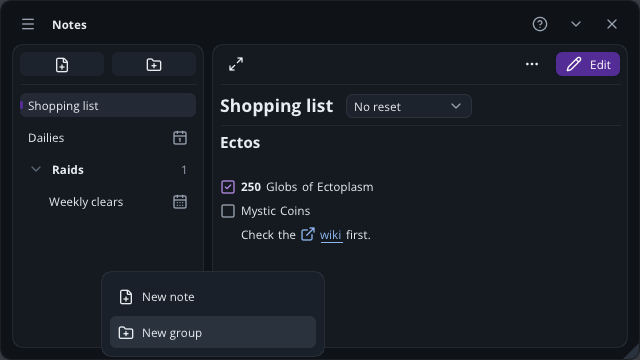 Notes
Edit
Shopping list
Dailies
Raids 1
Weekly clears
Shopping list No reset
Ectos
250 Globs of Ectoplasm
Mystic Coins
Check the wiki first.
New note
New group